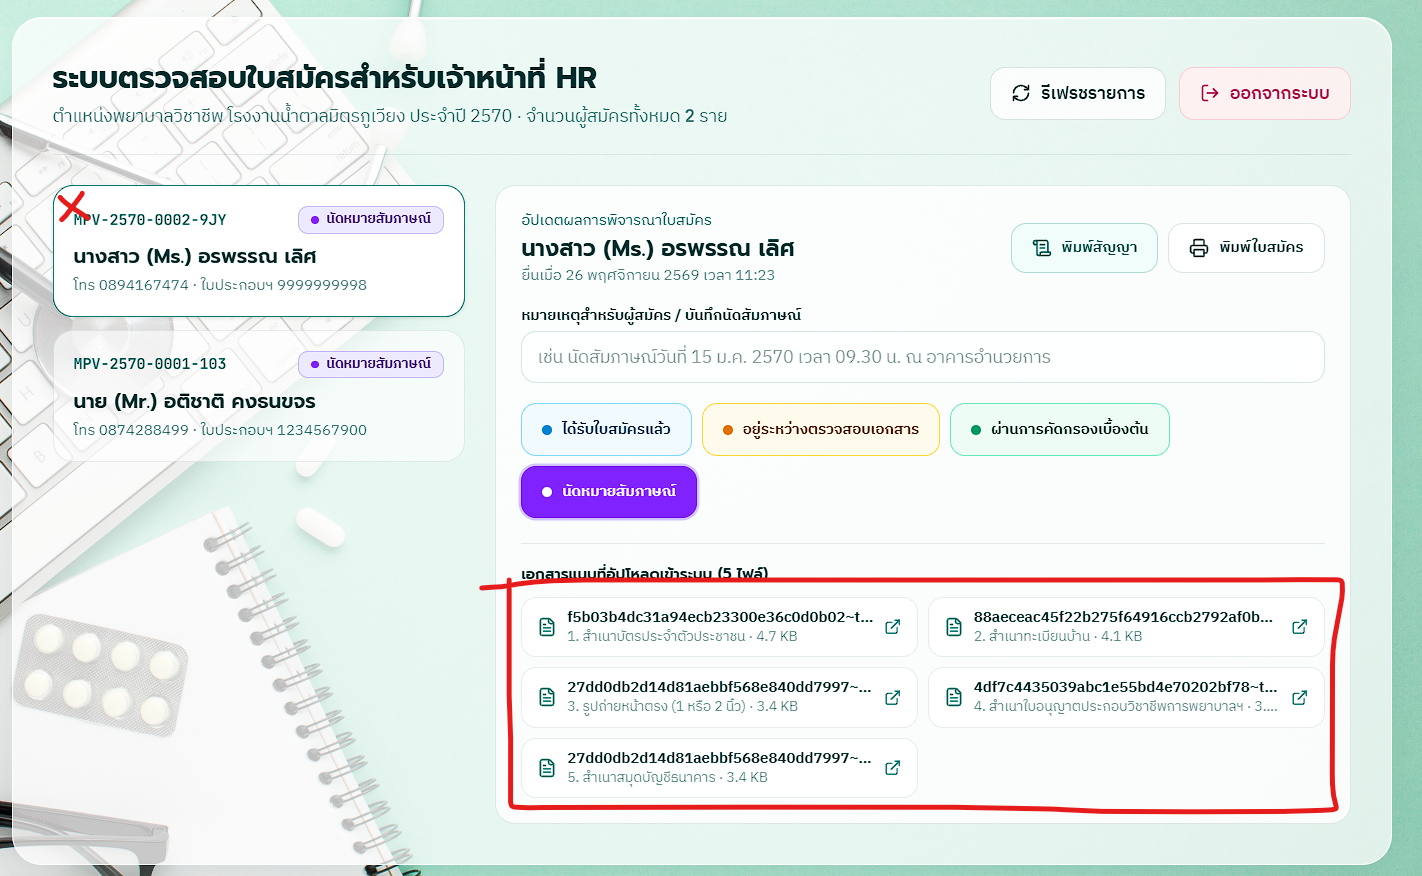 ระบบตรวจสอบใบสมัครสำหรับเจ้าหน้าที่ HR
ตำแหน่งพยาบาลวิชาชีพ โรงงานน้ำตาลมิตรภูเวียง ประจำปี 2570 · จำนวนผู้สมัครทั้งหมด 2 ราย
รีเฟรชรายการ
ออกจากระบบ
MPV-2570-0002-9JY
นัดหมายสัมภาษณ์
นางสาว (Ms.) อรพรรณ เลิศ
โทร 0894167474 · ใบประกอบฯ 9999999998
MPV-2570-0001-103
นัดหมายสัมภาษณ์
นาย (Mr.) อติชาติ คงธนขจร
โทร 0874288499 · ใบประกอบฯ 1234567900
อัปเดตผลการพิจารณาใบสมัคร
นางสาว (Ms.) อรพรรณ เลิศ
ยื่นเมื่อ 26 พฤศจิกายน 2569 เวลา 11:23
พิมพ์สัญญา
พิมพ์ใบสมัคร
หมายเหตุสำหรับผู้สมัคร / บันทึกนัดสัมภาษณ์
เช่น นัดสัมภาษณ์วันที่ 15 ม.ค. 2570 เวลา 09.30 น. ณ อาคารอำนวยการ
ได้รับใบสมัครแล้ว
อยู่ระหว่างตรวจสอบเอกสาร
ผ่านการคัดกรองเบื้องต้น
นัดหมายสัมภาษณ์
เอกสารแนบที่อัปโหลดเข้าระบบ (5 ไฟล์)
f5b03b4dc31a94ecb23300e36c0d0b02~t...
1. สำเนาบัตรประจำตัวประชาชน · 4.7 KB
88aeceac45f22b275f64916ccb2792af0b...
2. สำเนาทะเบียนบ้าน · 4.1 KB
27dd0db2d14d81aebbf568e840dd7997~...
3. รูปถ่ายหน้าตรง (1 หรือ 2 นิ้ว) · 3.4 KB
4df7c4435039abc1e55bd4e70202bf78~t...
4. สำเนาใบอนุญาตประกอบวิชาชีพการพยาบาลฯ · 3....
27dd0db2d14d81aebbf568e840dd7997~...
5. สำเนาสมุดบัญชีธนาคาร · 3.4 KB